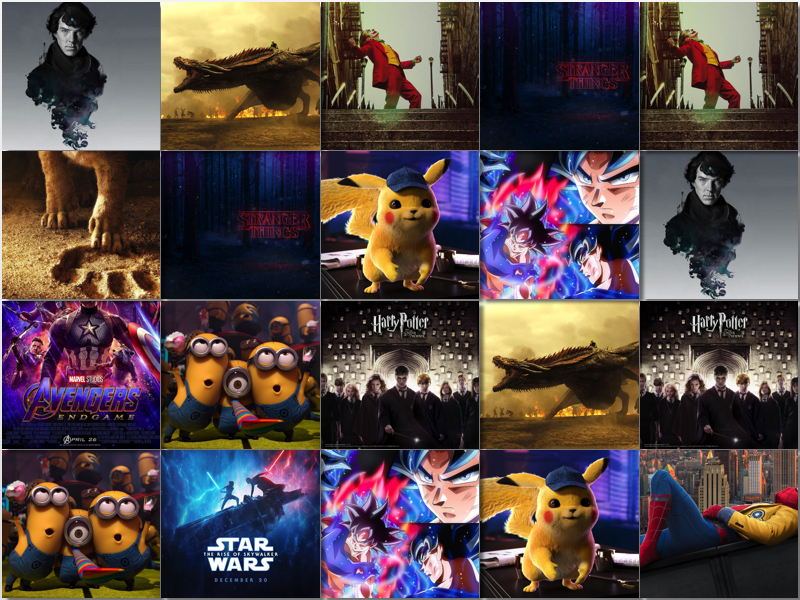 STRANGER
THINGS
STRANGER
THINGS
MARVEL STUDIOS
AVENGERS
ENDGAME
APRIL 26
Harry Potter
Harry Potter
STAR
THE RISE OF SKYWALKER
WARS
DECEMBER 20